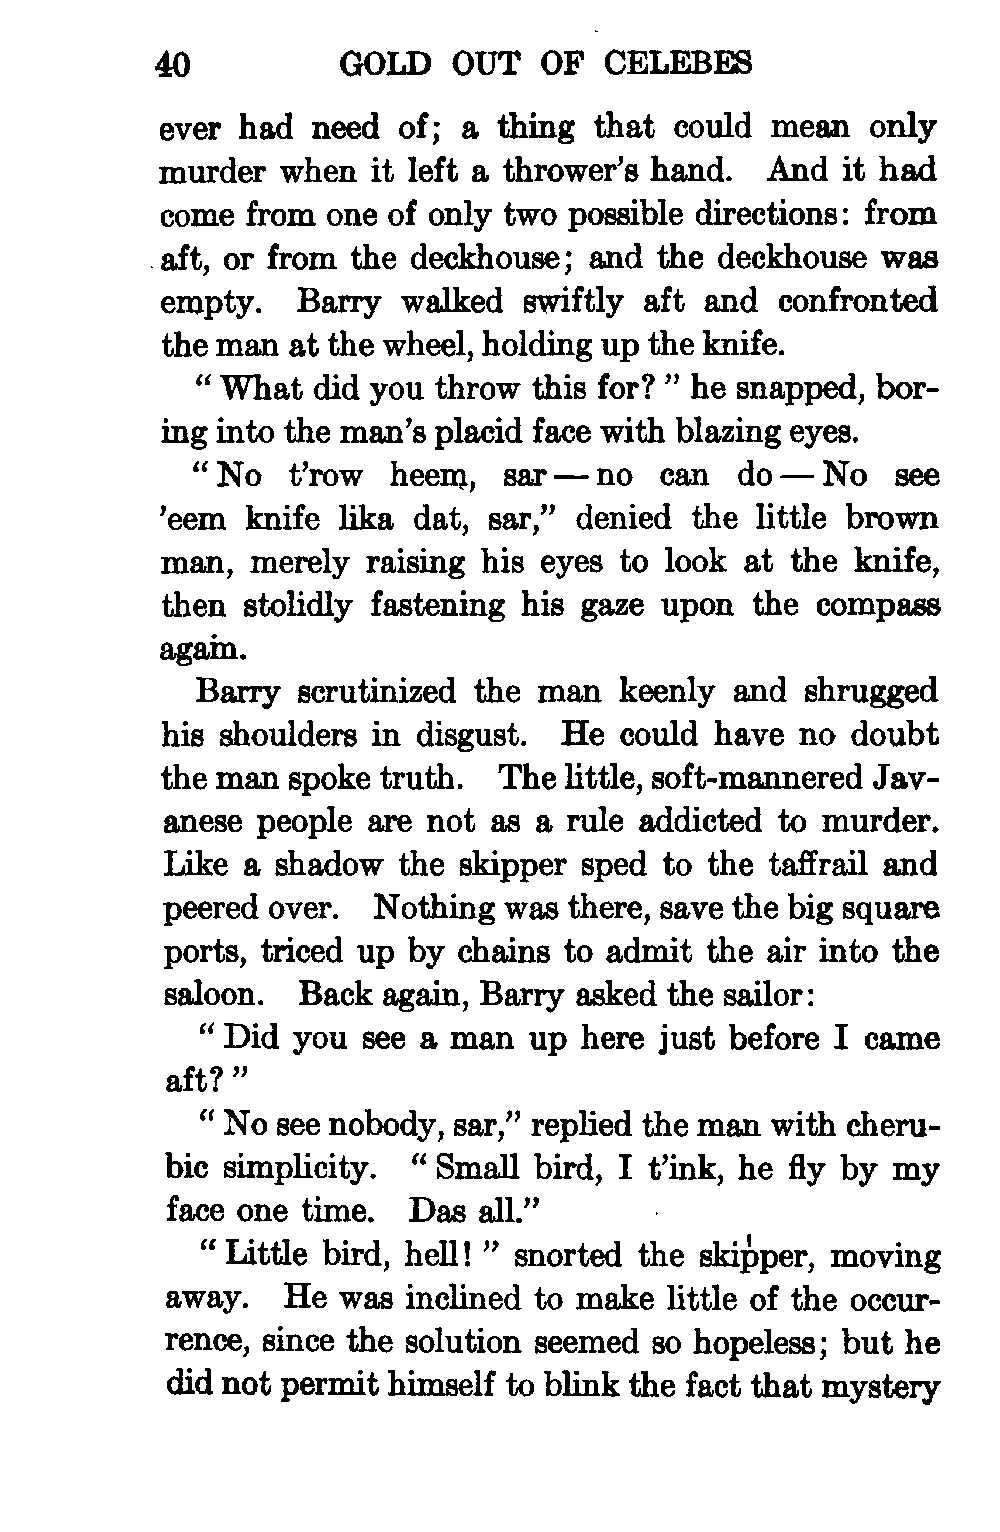 40 GOLD OUT OF CELEBES
ever had need of; a thing that could mean only
murder when it left a thrower's hand. And it had
come from one of only two possible directions: from
aft, or from the deckhouse; and the deckhouse was
empty. Barry walked swiftly aft and confronted
the man at the wheel, holding up the knife.
"What did you throw this for?" he snapped, bor-
ing into the man's placid face with blazing eyes.
"No t'row heem, sar—no can do—No see
'eem knife lika dat, sar," denied the little brown
man, merely raising his eyes to look at the knife,
then stolidly fastening his gaze upon the compass
again.
Barry scrutinized the man keenly and shrugged
his shoulders in disgust. He could have no doubt
the man spoke truth. The little, soft-mannered Jav-
anese people are not as a rule addicted to murder.
Like a shadow the skipper sped to the taffrail and
peered over. Nothing was there, save the big square
ports, triced up by chains to admit the air into the
saloon. Back again, Barry asked the sailor:
"Did you see a man up here just before I came
aft?"
"No see nobody, sar," replied the man with cheru-
bic simplicity. "Small bird, I t'ink, he fly by my
face one time. Das all."
"Little bird, hell!" snorted the skipper, moving
away. He was inclined to make little of the occur-
rence, since the solution seemed so hopeless; but he
did not permit himself to blink the fact that mystery